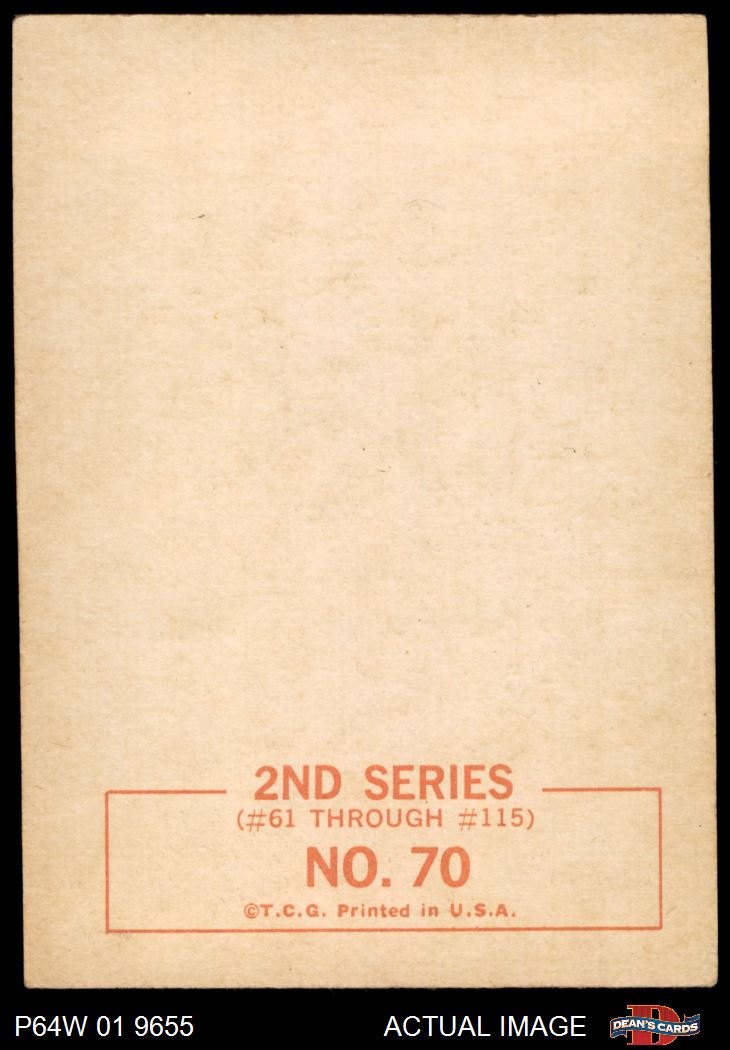 2ND SERIES
(#61 THROUGH #115)
NO. 70
©T.C.G. Printed in U.S.A.
P64W 01 9655
ACTUAL IMAGE
D
DEAN'S CARDS